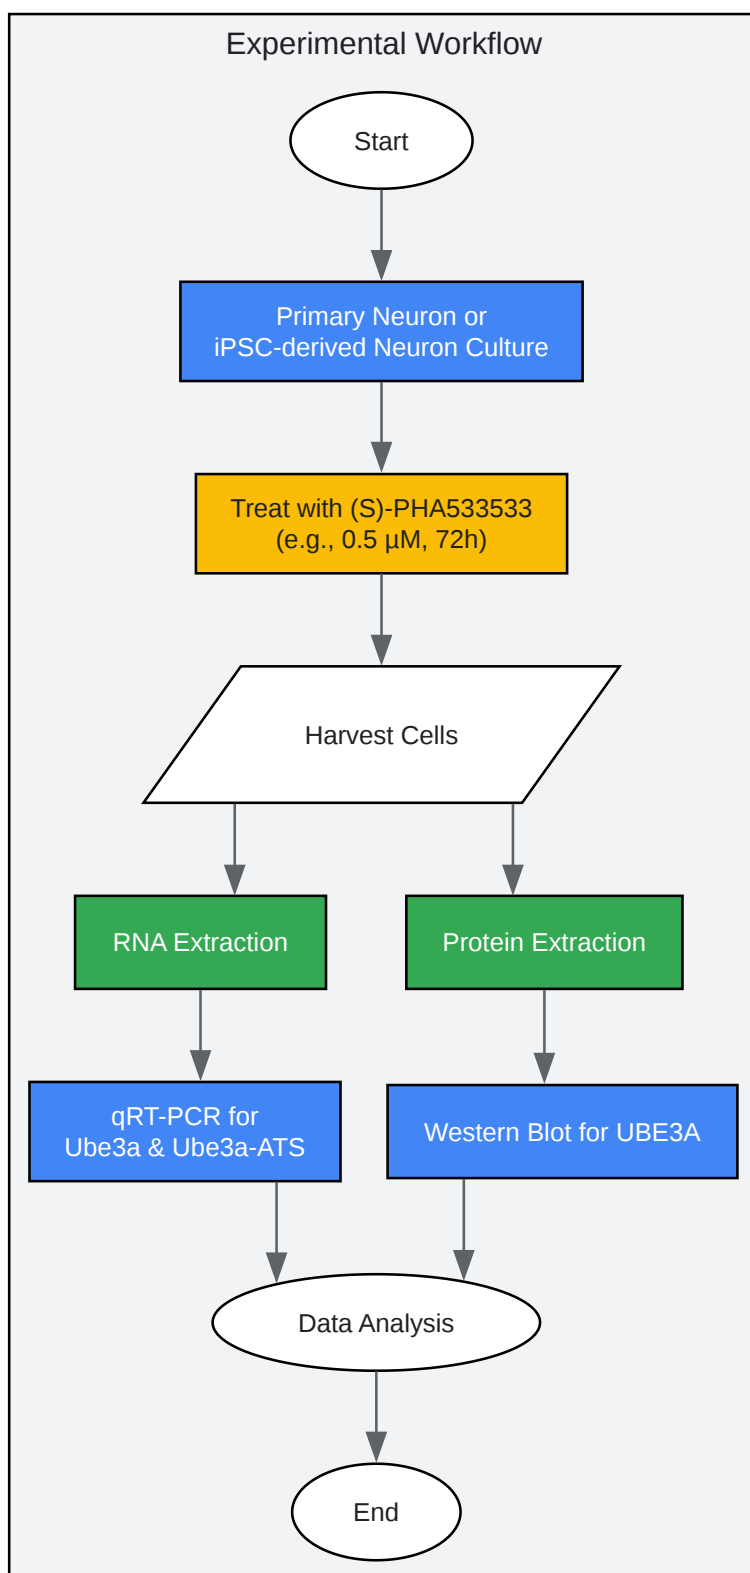 Experimental Workflow
Start
Primary Neuron or
iPSC-derived Neuron Culture
Treat with (S)-PHA533533
(e.g., 0.5 µM, 72h)
Harvest Cells
RNA Extraction
Protein Extraction
qRT-PCR for
Ube3a & Ube3a-ATS
Western Blot for UBE3A
Data Analysis
End